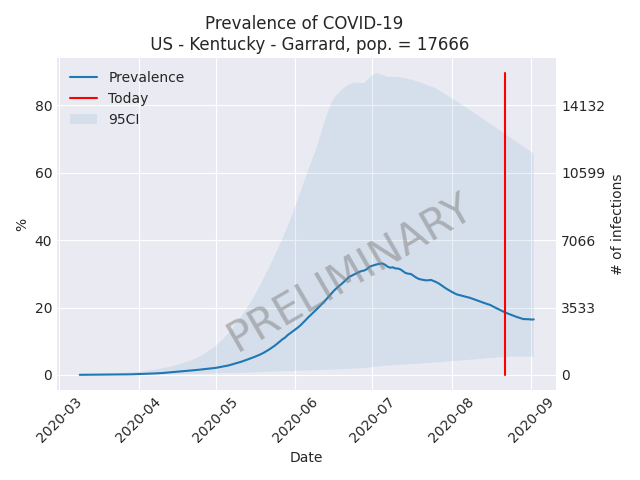 Prevalence of COVID-19
US - Kentucky - Garrard, pop. = 17666
Prevalence
Today
95CI
80
60
40
20
0
%
14132
10599
7066
3533
0
# of infections
PRELIMINARY
2020-03
2020-04
2020-05
2020-06
2020-07
2020-08
2020-09
Date